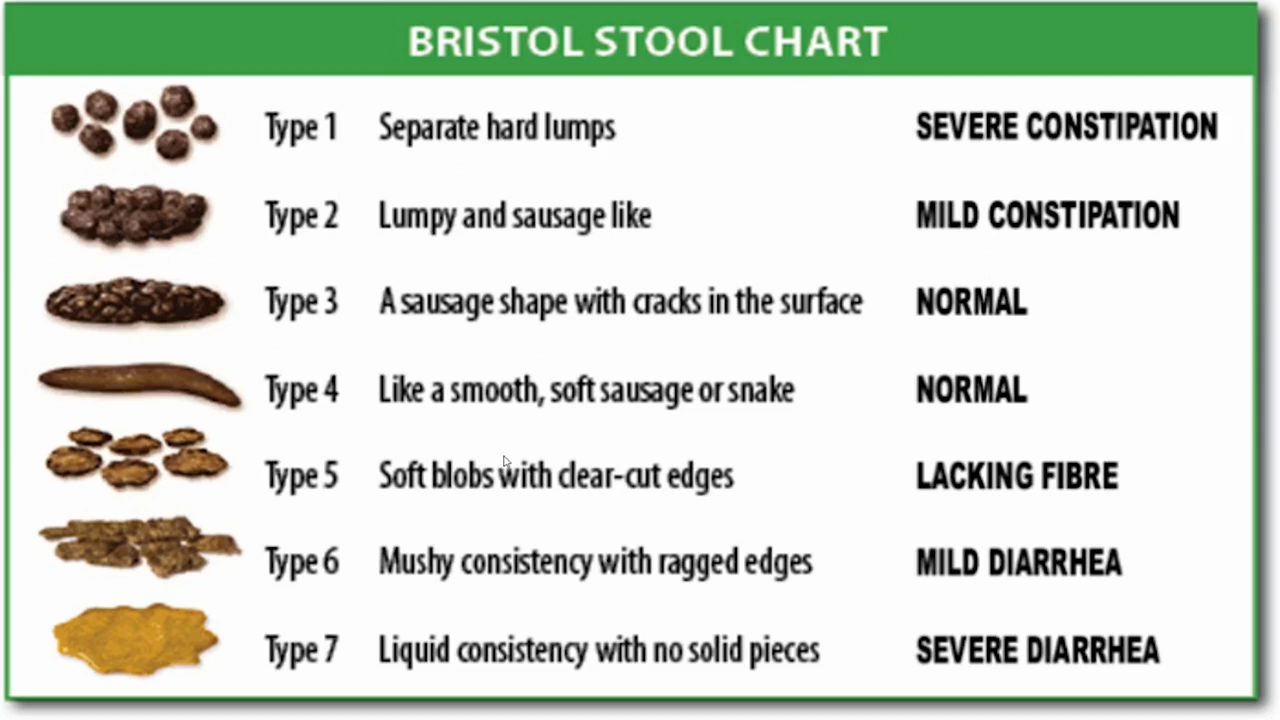 BRISTOL STOOL CHART
Type 1 Separate hard lumps SEVERE CONSTIPATION
Type 2 Lumpy and sausage like MILD CONSTIPATION
Type 3 A sausage shape with cracks in the surface NORMAL
Type 4 Like a smooth, soft sausage or snake NORMAL
Type 5 Soft blobs with clear-cut edges LACKING FIBRE
Type 6 Mushy consistency with ragged edges MILD DIARRHEA
Type 7 Liquid consistency with no solid pieces SEVERE DIARRHEA